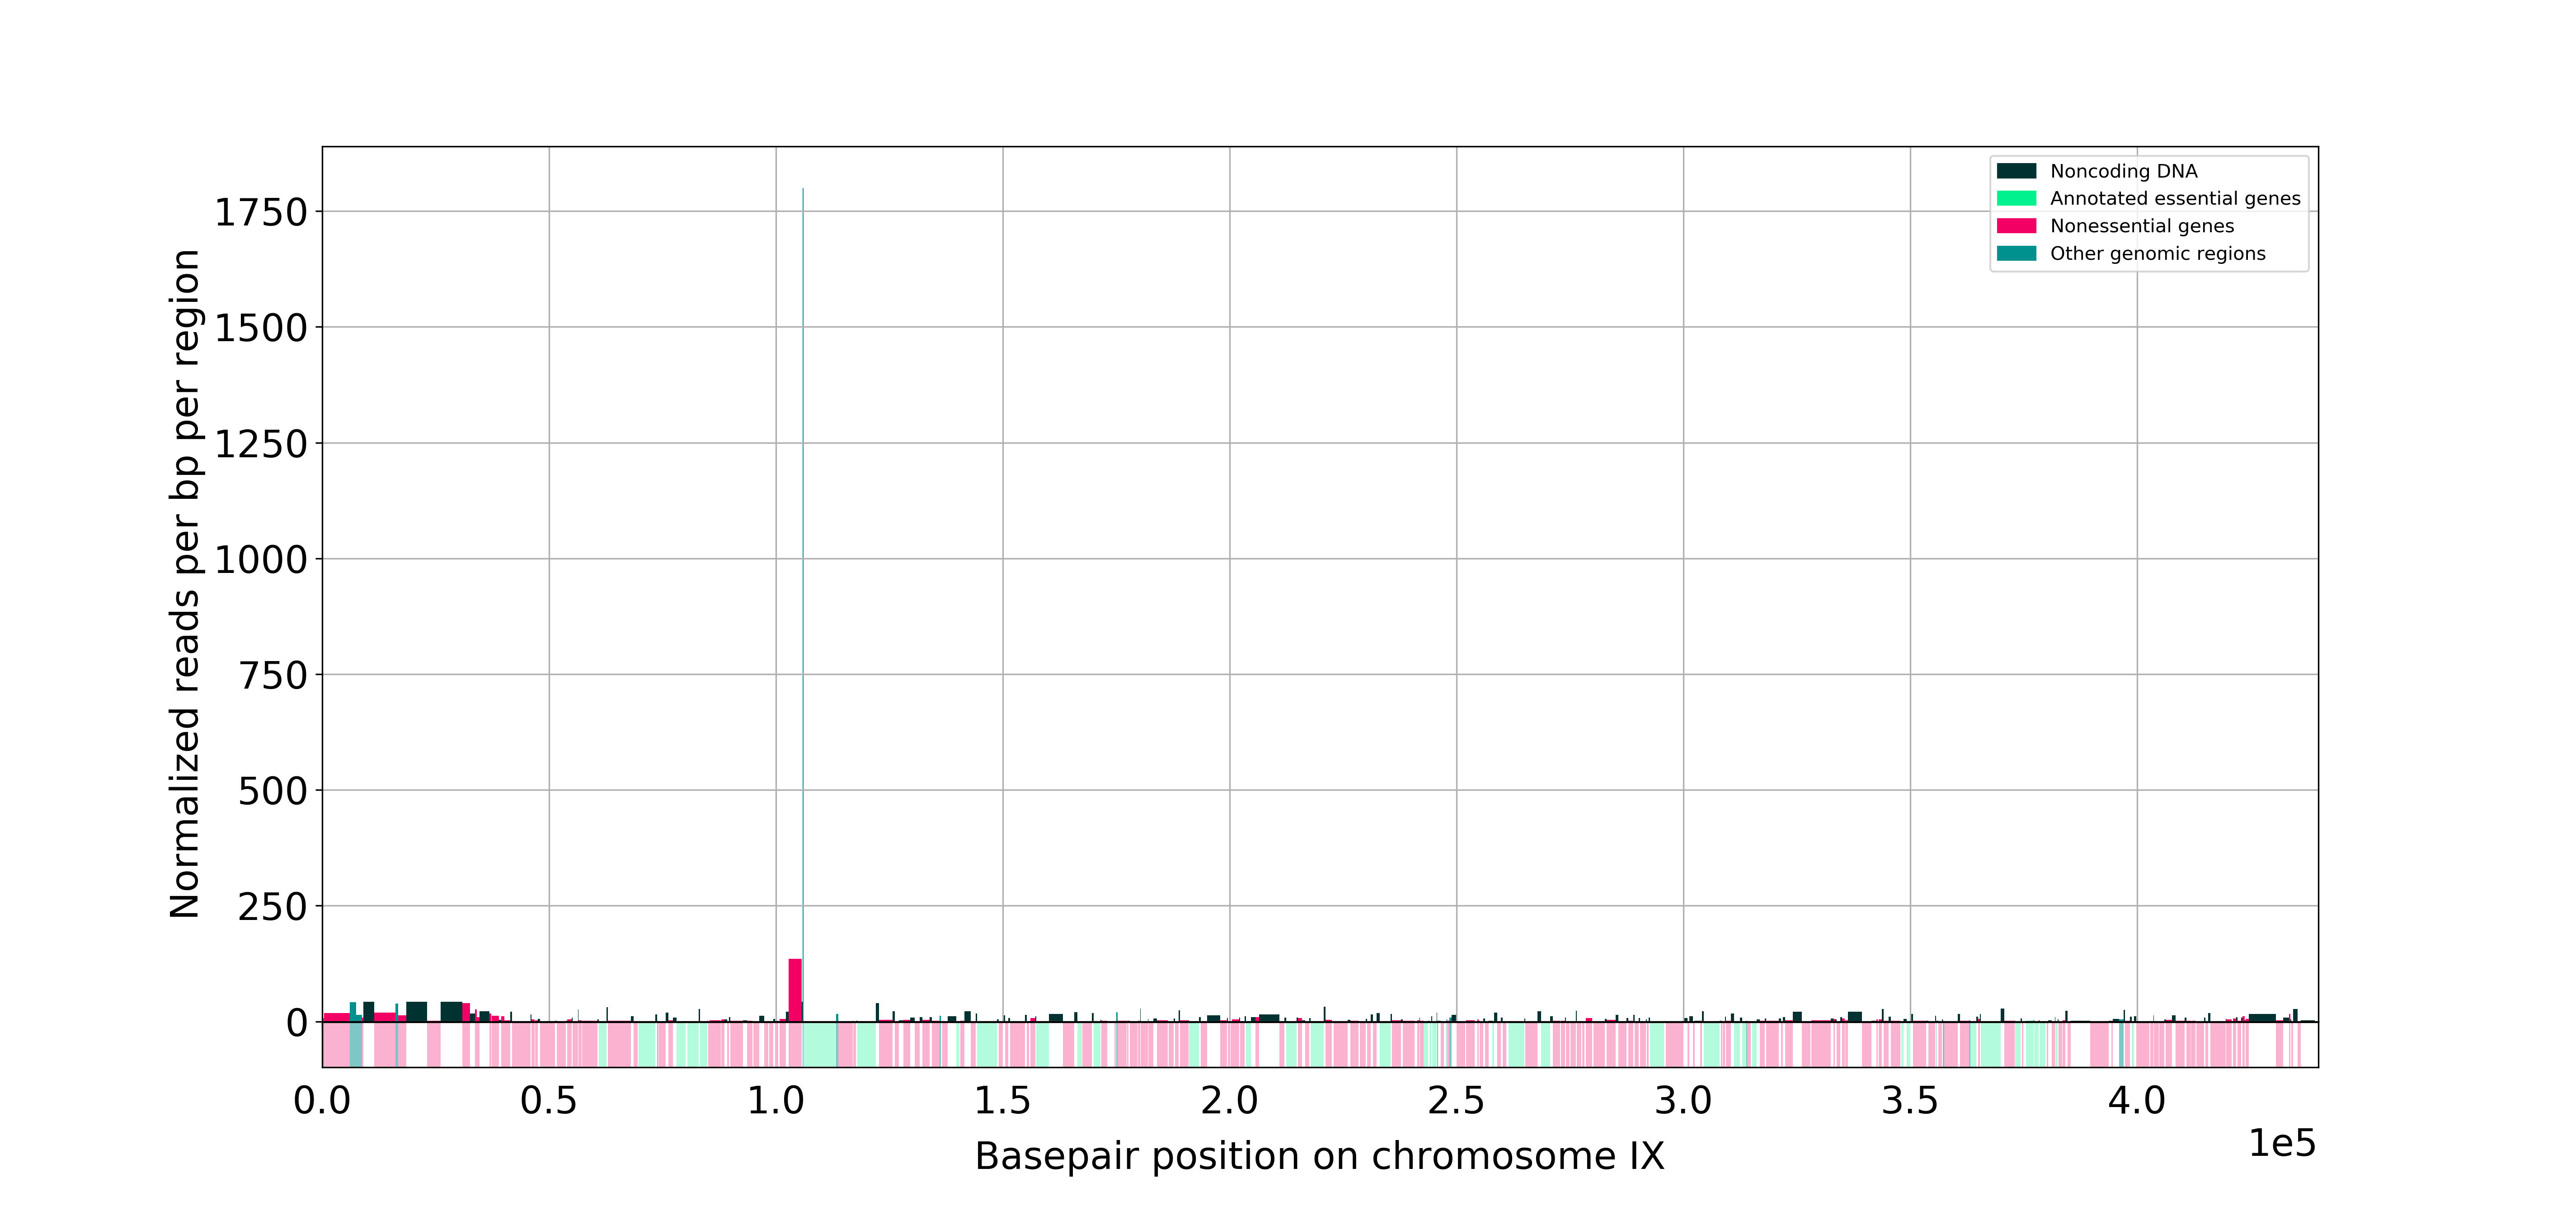 Normalized reads per bp per region
1750
1500
1250
1000
750
500
250
0
Noncoding DNA
Annotated essential genes
Nonessential genes
Other genomic regions
0.0 0.5 1.0 1.5 2.0 2.5 3.0 3.5 4.0
1e5
Basepair position on chromosome IX